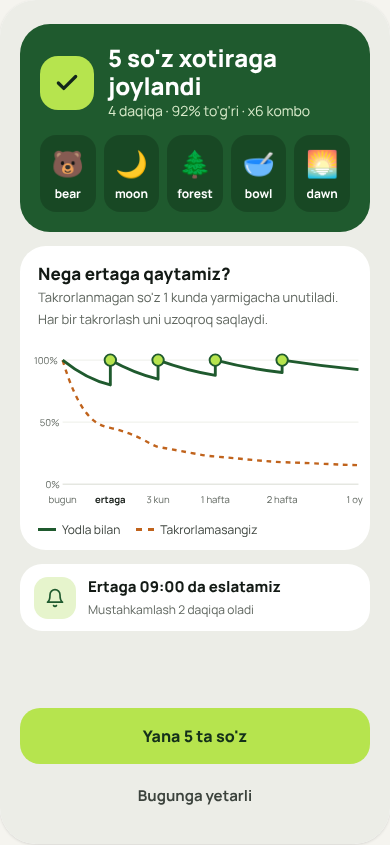 5 so'z xotiraga
joylandi
4 daqiqa · 92% to'g'ri · x6 kombo
bear moon forest bowl dawn
Nega ertaga qaytamiz?
Takrorlanmagan so'z 1 kunda yarmigacha unutiladi.
Har bir takrorlash uni uzoqroq saqlaydi.
100%
50%
0%
bugun ertaga 3 kun 1 hafta 2 hafta 1 oy
Yodla bilan Takrorlamasangiz
Ertaga 09:00 da eslatamiz
Mustahkamlash 2 daqiqa oladi
Yana 5 ta so'z
Bugunga yetarli